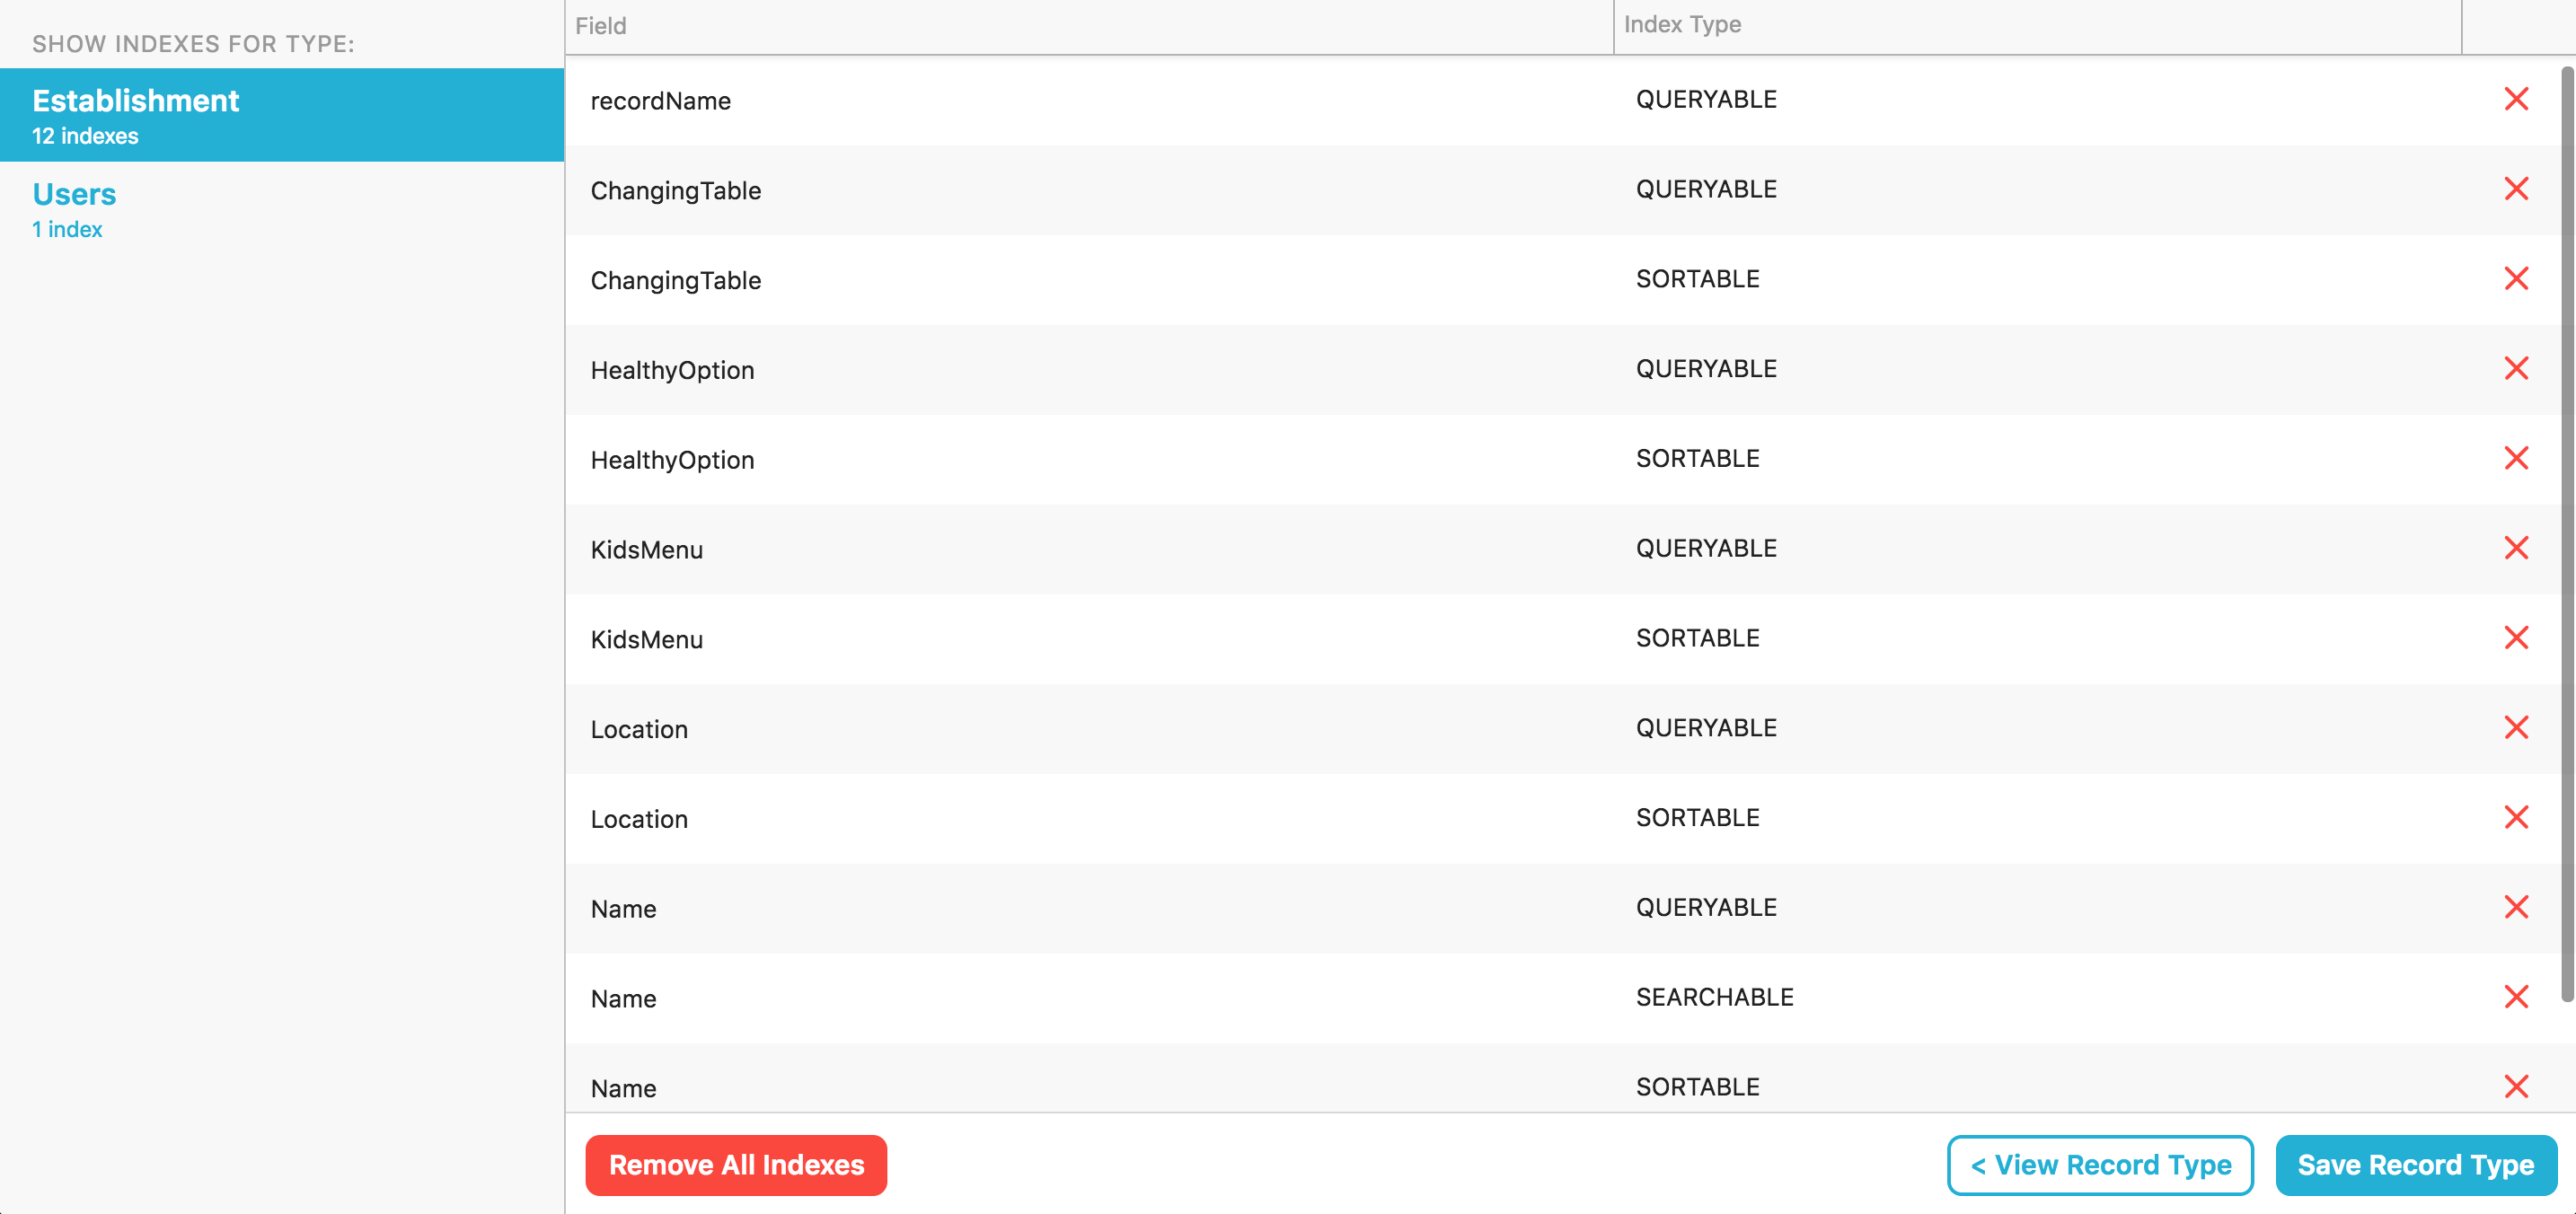 SHOW INDEXES FOR TYPE:
Establishment
12 indexes
Users
1 index
Field Index Type
recordName QUERYABLE
ChangingTable QUERYABLE
ChangingTable SORTABLE
HealthyOption QUERYABLE
HealthyOption SORTABLE
KidsMenu QUERYABLE
KidsMenu SORTABLE
Location QUERYABLE
Location SORTABLE
Name QUERYABLE
Name SEARCHABLE
Name SORTABLE
Remove All Indexes < View Record Type Save Record Type